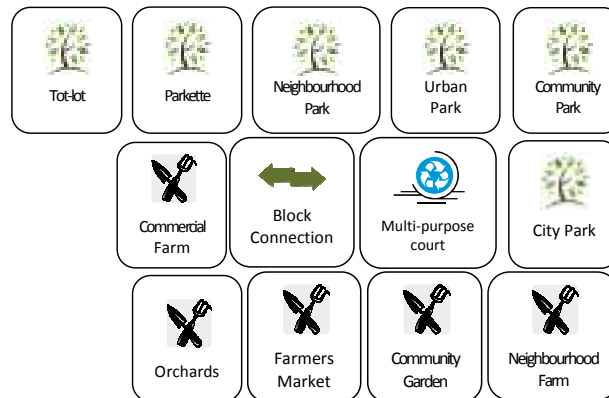 Tot-lot
Parkette
Neighbourhood
Park
Urban
Park
Community
Park
Commercial
Farm
Block
Connection
Multi-purpose
court
City Park
Orchards
Farmers
Market
Community
Garden
Neighbourhood
Farm